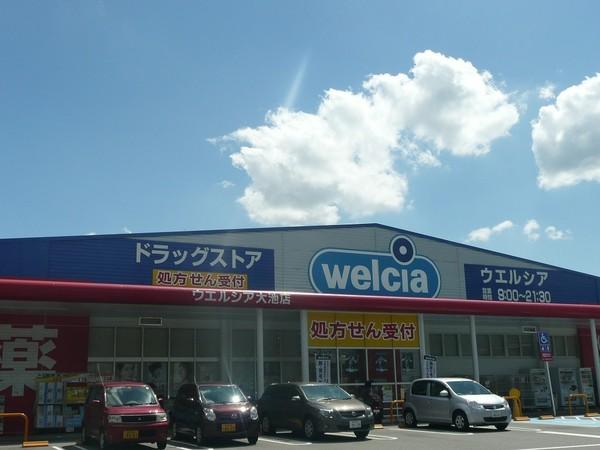 ドラッグストア
処方せん受付
welcia
ウエルシア
営業時間 9:00~21:30
ウエルシア大池店
処方せん受付
薬